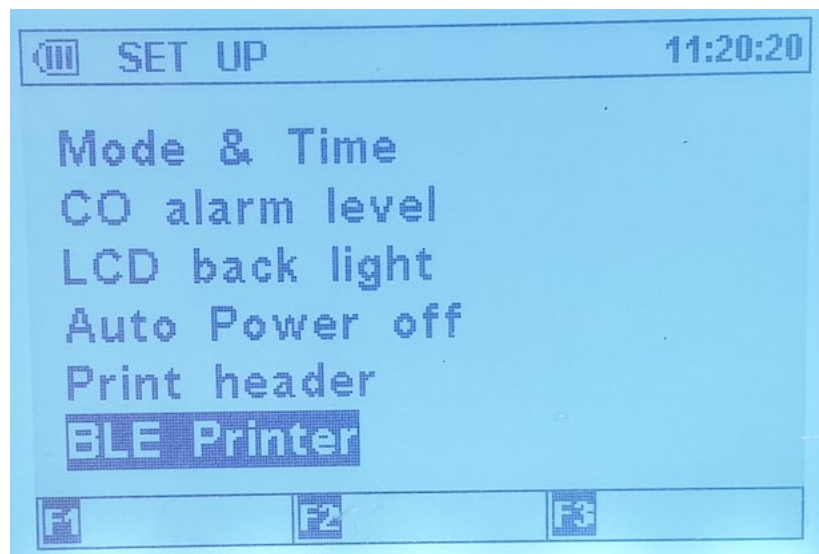 SET UP 11:20:20
Mode & Time
CO alarm level
LCD back light
Auto Power off
Print header
BLE Printer
F1 F2 F3